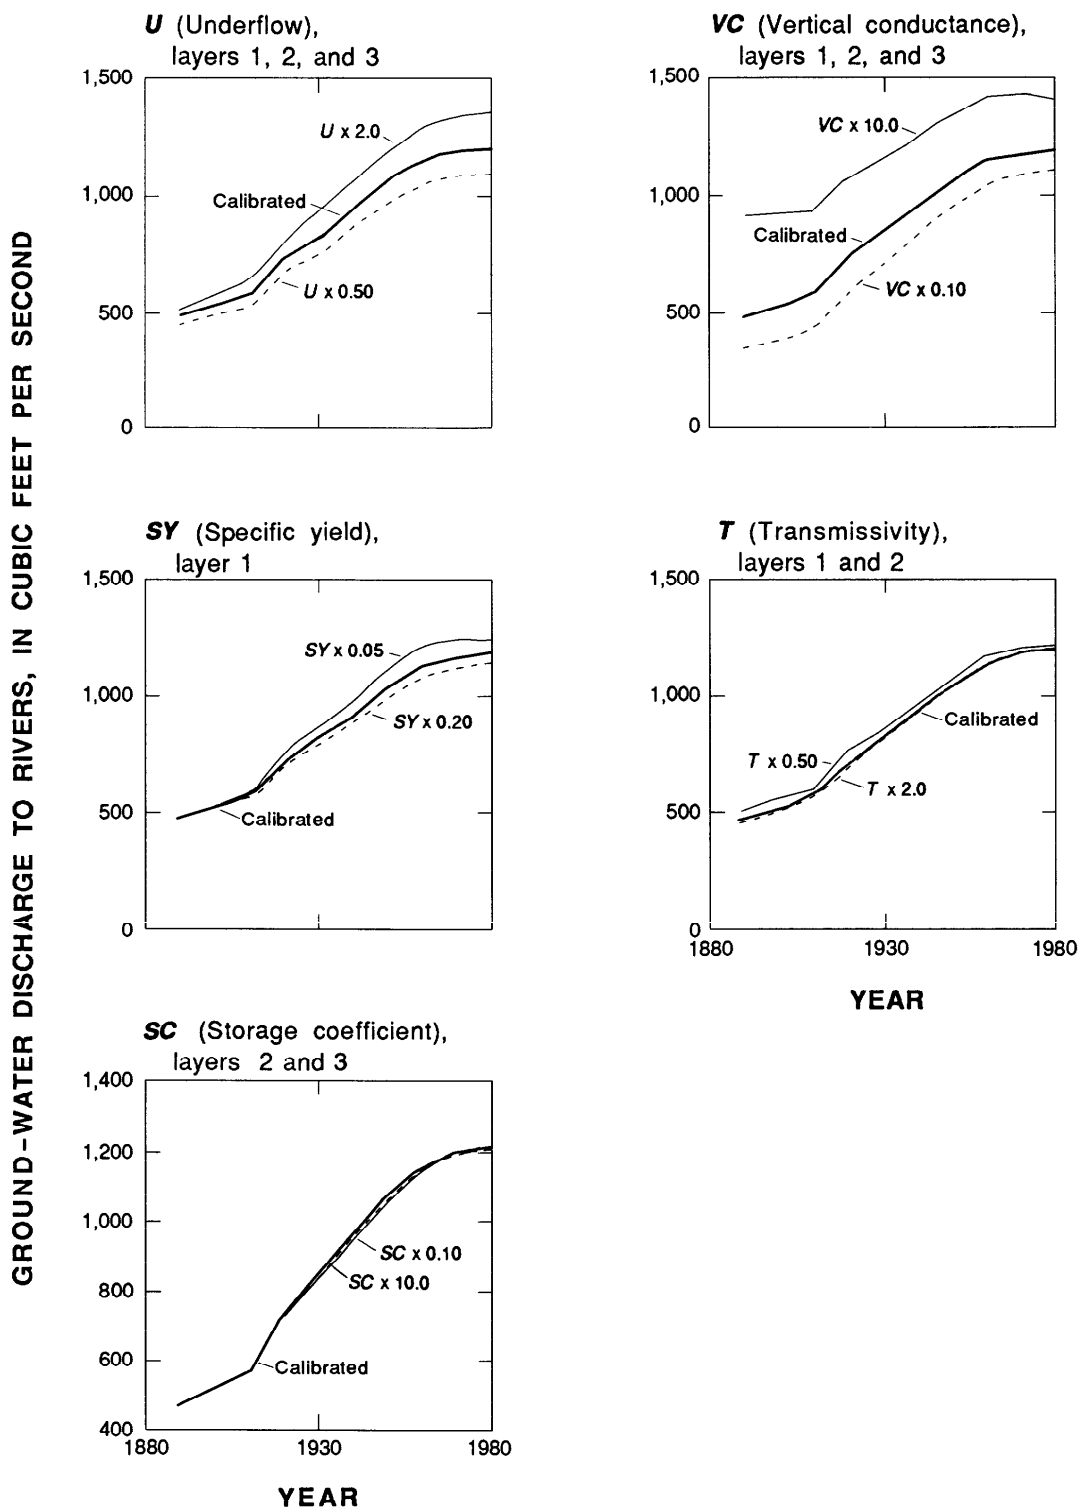 GROUND-WATER DISCHARGE TO RIVERS, IN CUBIC FEET PER SECOND
U (Underflow),
layers 1, 2, and 3
1,500
1,000
500
0
U x 2.0
Calibrated
U x 0.50
VC (Vertical conductance),
layers 1, 2, and 3
1,500
1,000
500
0
VC x 10.0
Calibrated
VC x 0.10
SY (Specific yield),
layer 1
1,500
1,000
500
0
SY x 0.05
SY x 0.20
Calibrated
T (Transmissivity),
layers 1 and 2
1,500
1,000
500
0
Calibrated
T x 0.50
T x 2.0
1880 1930 1980
YEAR
SC (Storage coefficient),
layers 2 and 3
1,400
1,200
1,000
800
600
400
SC x 0.10
SC x 10.0
Calibrated
1880 1930 1980
YEAR